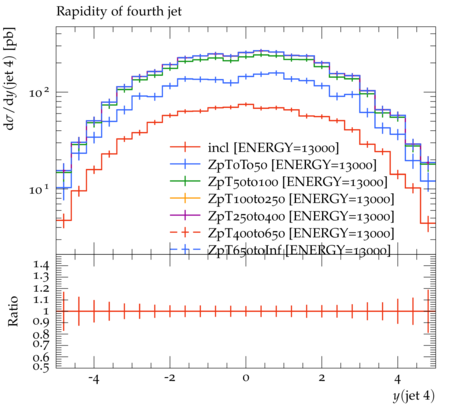 Rapidity of fourth jet
dσ/dy(jet 4) [pb]
10²
10¹
incl [ENERGY=13000]
ZpT0To50 [ENERGY=13000]
ZpT50to100 [ENERGY=13000]
ZpT100to250 [ENERGY=13000]
ZpT250to400 [ENERGY=13000]
ZpT400to650 [ENERGY=13000]
ZpT650toInf [ENERGY=13000]
Ratio
1.4
1.3
1.2
1.1
1
0.9
0.8
0.7
0.6
0.5
-4 -2 0 2 4
y(jet 4)